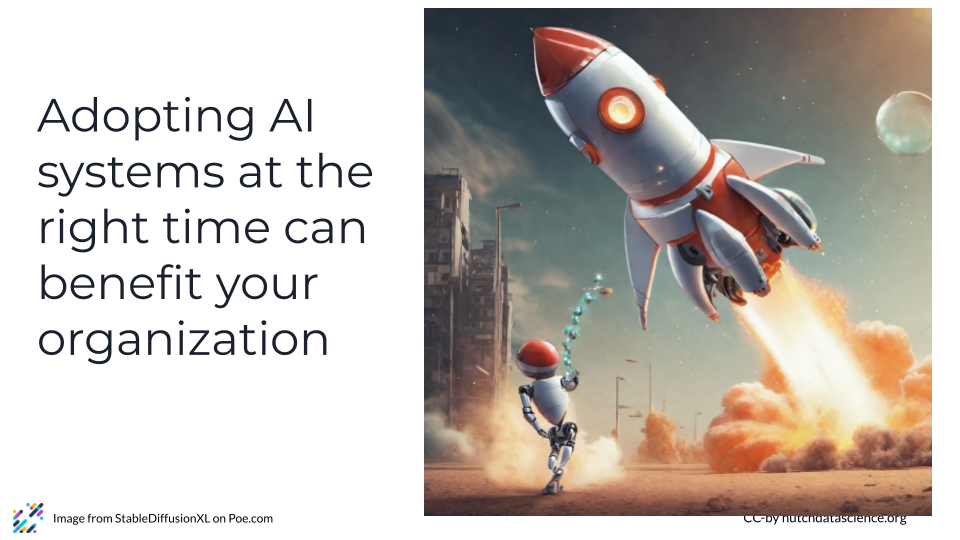 Adopting AI
systems at the
right time can
benefit your
organization
Image from StableDiffusionXL on Poe.com
CC-by hutchdatascience.org